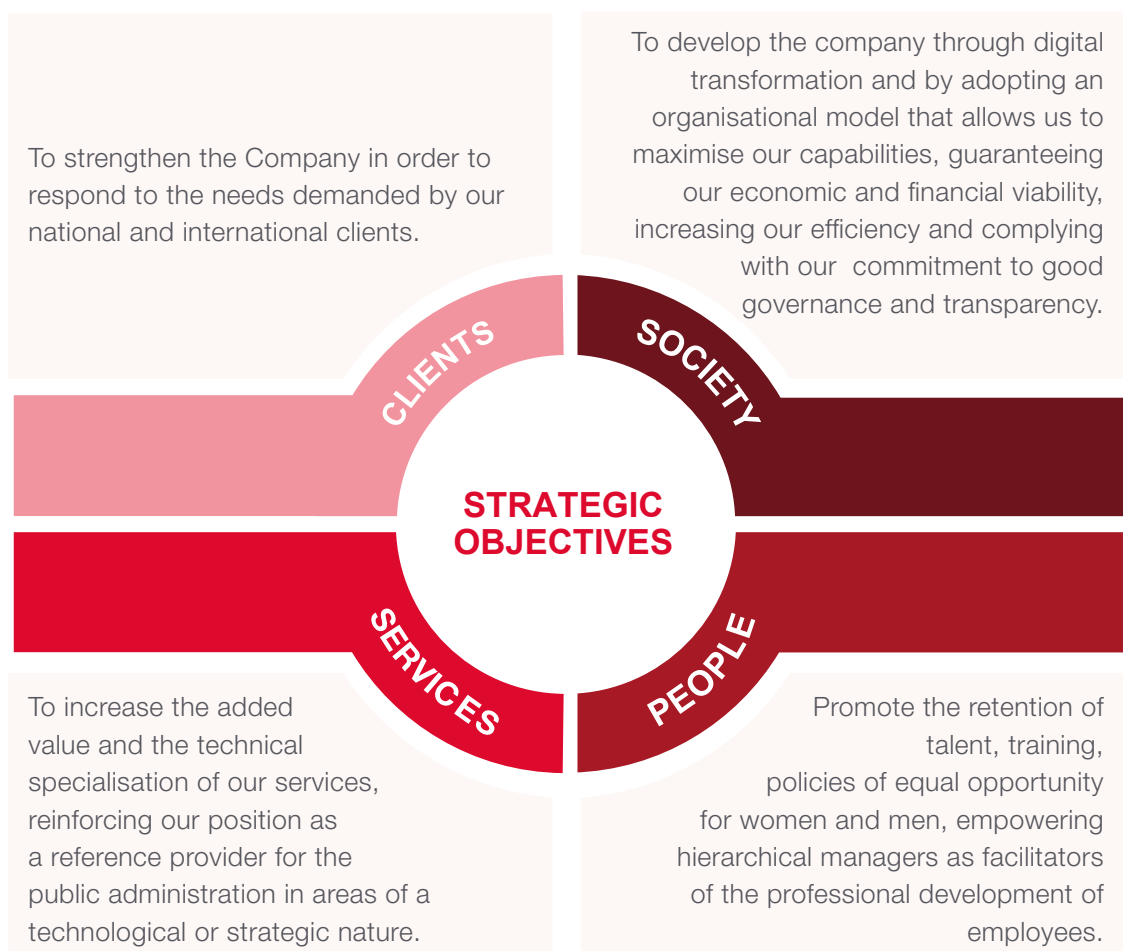 To strengthen the Company in order to
respond to the needs demanded by our
national and international clients.
To develop the company through digital
transformation and by adopting an
organisational model that allows us to
maximise our capabilities, guaranteeing
our economic and financial viability,
increasing our efficiency and complying
with our commitment to good
governance and transparency.
CLIENTS
SOCIETY
STRATEGIC
OBJECTIVES
SERVICES
PEOPLE
To increase the added
value and the technical
specialisation of our services,
reinforcing our position as
a reference provider for the
public administration in areas of a
technological or strategic nature.
Promote the retention of
talent, training,
policies of equal opportunity
for women and men, empowering
hierarchical managers as facilitators
of the professional development of
employees.